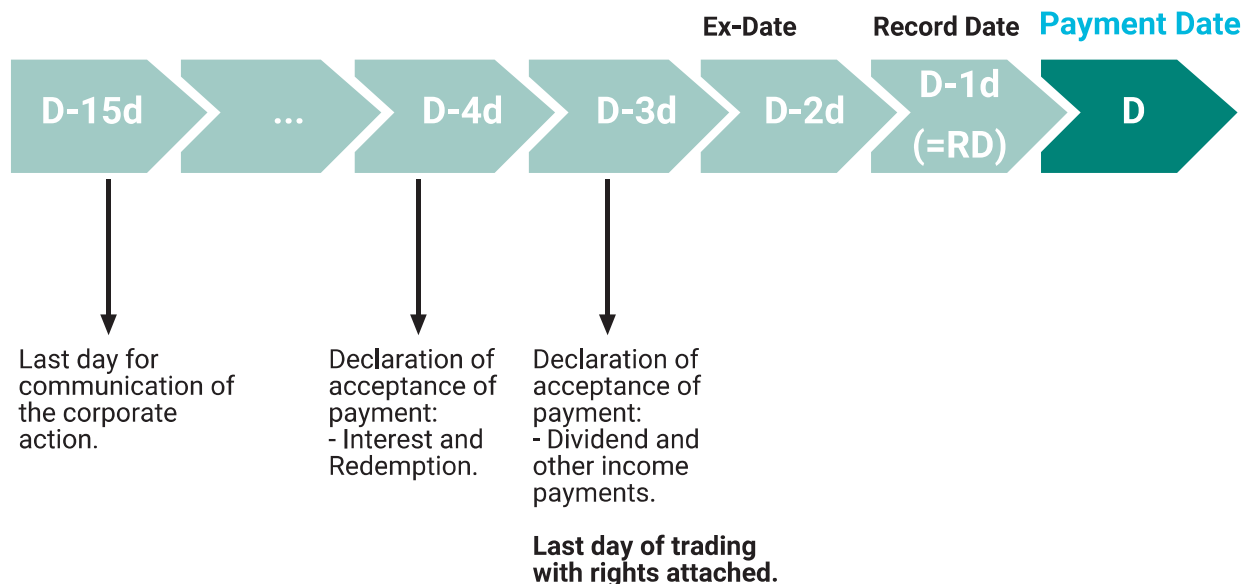 Ex-Date
Record Date
Payment Date
D-15d
...
D-4d
D-3d
D-2d
D-1d
(=RD)
D
Last day for
communication of
the corporate
action.
Declaration of
acceptance of
payment:
- Interest and
Redemption.
Declaration of
acceptance of
payment:
- Dividend and
other income
payments.
Last day of trading
with rights attached.